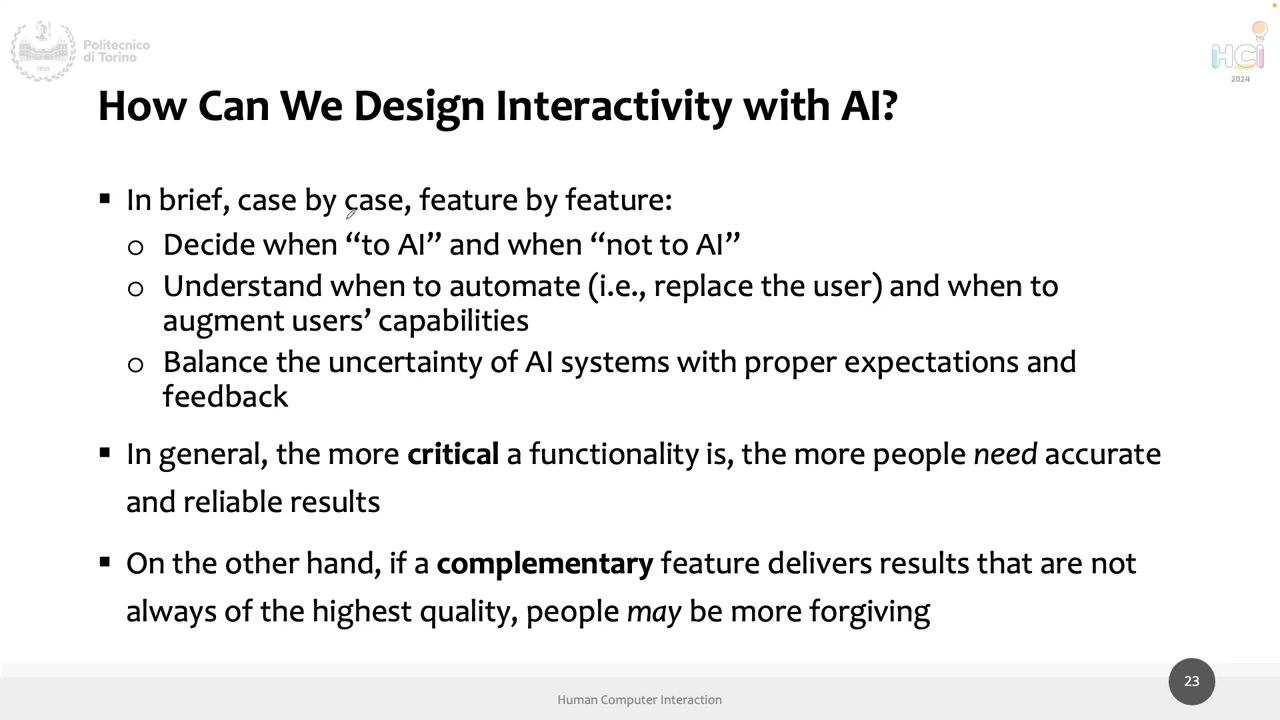 Politecnico
di Torino
1859
HCI
2024
How Can We Design Interactivity with AI?
▪ In brief, case by case, feature by feature:
o Decide when “to AI” and when “not to AI”
o Understand when to automate (i.e., replace the user) and when to
augment users’ capabilities
o Balance the uncertainty of AI systems with proper expectations and
feedback
▪ In general, the more critical a functionality is, the more people need accurate
and reliable results
▪ On the other hand, if a complementary feature delivers results that are not
always of the highest quality, people may be more forgiving
Human Computer Interaction
23